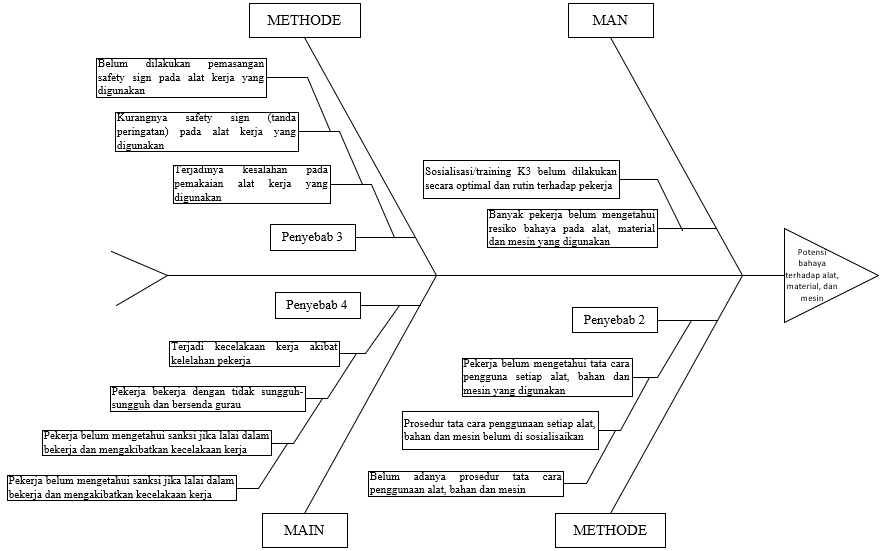 METHODE
MAN
Belum dilakukan pemasangan
safety sign pada alat kerja yang
digunakan
Kurangnya safety sign (tanda
peringatan) pada alat kerja yang
digunakan
Terjadinya kesalahan pada
pemakaian alat kerja yang
digunakan
Penyebab 3
Sosialisasi/training K3 belum dilakukan
secara optimal dan rutin terhadap pekerja
Banyak pekerja belum mengetahui
resiko bahaya pada alat, material
dan mesin yang digunakan
Potensi
bahaya
terhadap alat,
material, dan
mesin
Penyebab 4
Terjadi kecelakaan kerja akibat
kelelahan pekerja
Pekerja bekerja dengan tidak sungguh-
sungguh dan bersenda gurau
Pekerja belum mengetahui sanksi jika lalai dalam
bekerja dan mengakibatkan kecelakaan kerja
Pekerja belum mengetahui sanksi jika lalai dalam
bekerja dan mengakibatkan kecelakaan kerja
MAIN
Penyebab 2
Pekerja belum mengetahui tata cara
pengguna setiap alat, bahan dan
mesin yang digunakan
Prosedur tata cara penggunaan setiap alat,
bahan dan mesin belum di sosialisaikan
Belum adanya prosedur tata cara
penggunaan alat, bahan dan mesin
METHODE